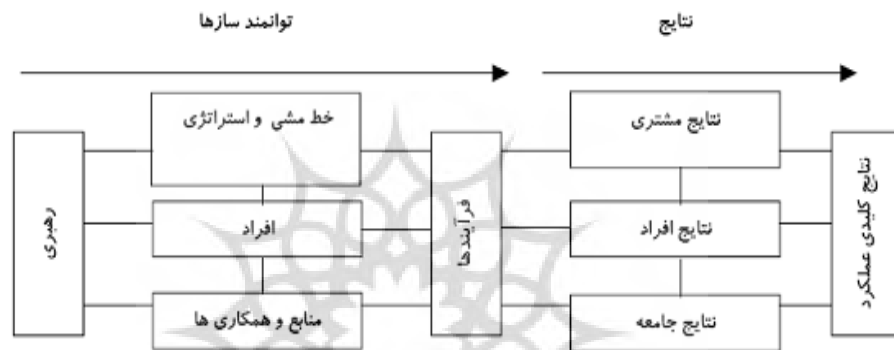 توانمند سازها
نتایج
خط مشی و استراتژی
نتایج مشتری
رهبری
افراد
فرآیندها
نتایج افراد
نتایج کلیدی عملکرد
منابع و همکاری ها
نتایج جامعه